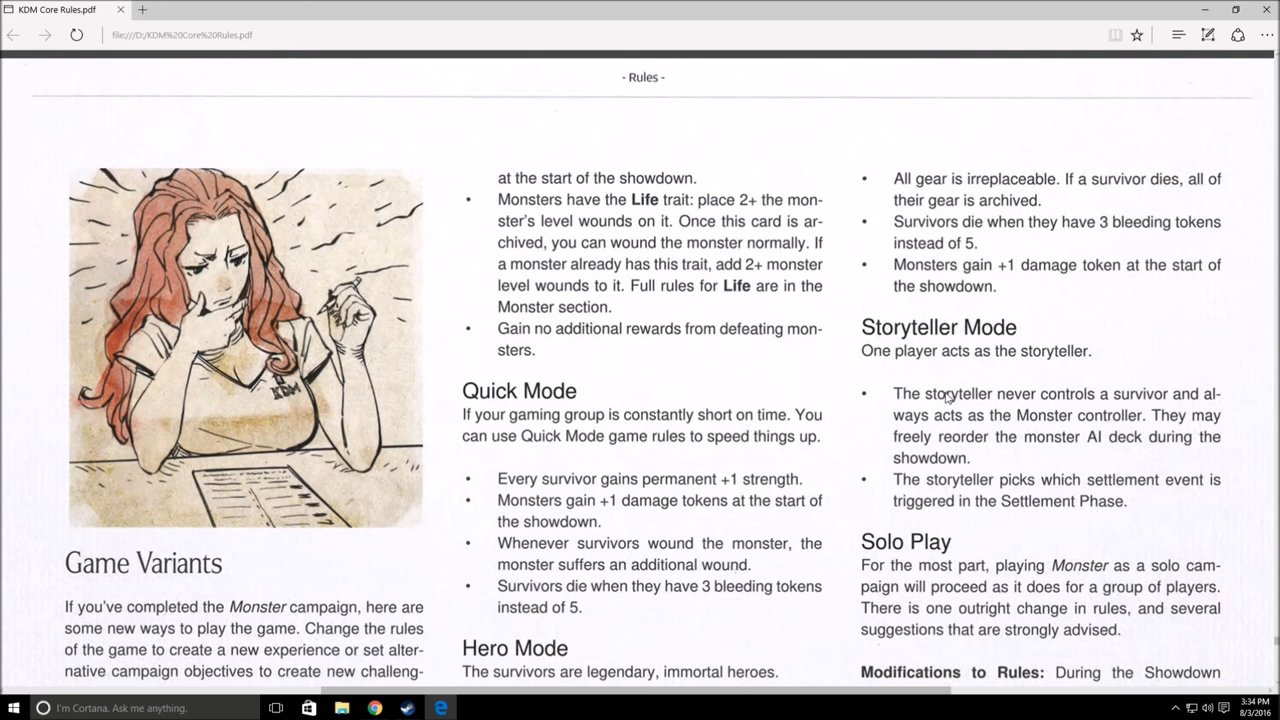 KDM Core Rules.pdf
file:///D:/KDM%20Core%20Rules.pdf
- Rules -
KDM
Game Variants
If you've completed the Monster campaign, here are
some new ways to play the game. Change the rules
of the game to create a new experience or set alter-
native campaign objectives to create new challeng-
at the start of the showdown.
• Monsters have the Life trait: place 2+ the mon-
ster's level wounds on it. Once this card is ar-
chived, you can wound the monster normally. If
a monster already has this trait, add 2+ monster
level wounds to it. Full rules for Life are in the
Monster section.
• Gain no additional rewards from defeating mon-
sters.
Quick Mode
If your gaming group is constantly short on time. You
can use Quick Mode game rules to speed things up.
• Every survivor gains permanent +1 strength.
• Monsters gain +1 damage tokens at the start of
the showdown.
• Whenever survivors wound the monster, the
monster suffers an additional wound.
• Survivors die when they have 3 bleeding tokens
instead of 5.
Hero Mode
The survivors are legendary, immortal heroes.
• All gear is irreplaceable. If a survivor dies, all of
their gear is archived.
• Survivors die when they have 3 bleeding tokens
instead of 5.
• Monsters gain +1 damage token at the start of
the showdown.
Storyteller Mode
One player acts as the storyteller.
• The storyteller never controls a survivor and al-
ways acts as the Monster controller. They may
freely reorder the monster AI deck during the
showdown.
• The storyteller picks which settlement event is
triggered in the Settlement Phase.
Solo Play
For the most part, playing Monster as a solo cam-
paign will proceed as it does for a group of players.
There is one outright change in rules, and several
suggestions that are strongly advised.
Modifications to Rules: During the Showdown
I'm Cortana. Ask me anything.
3:34 PM
8/3/2016